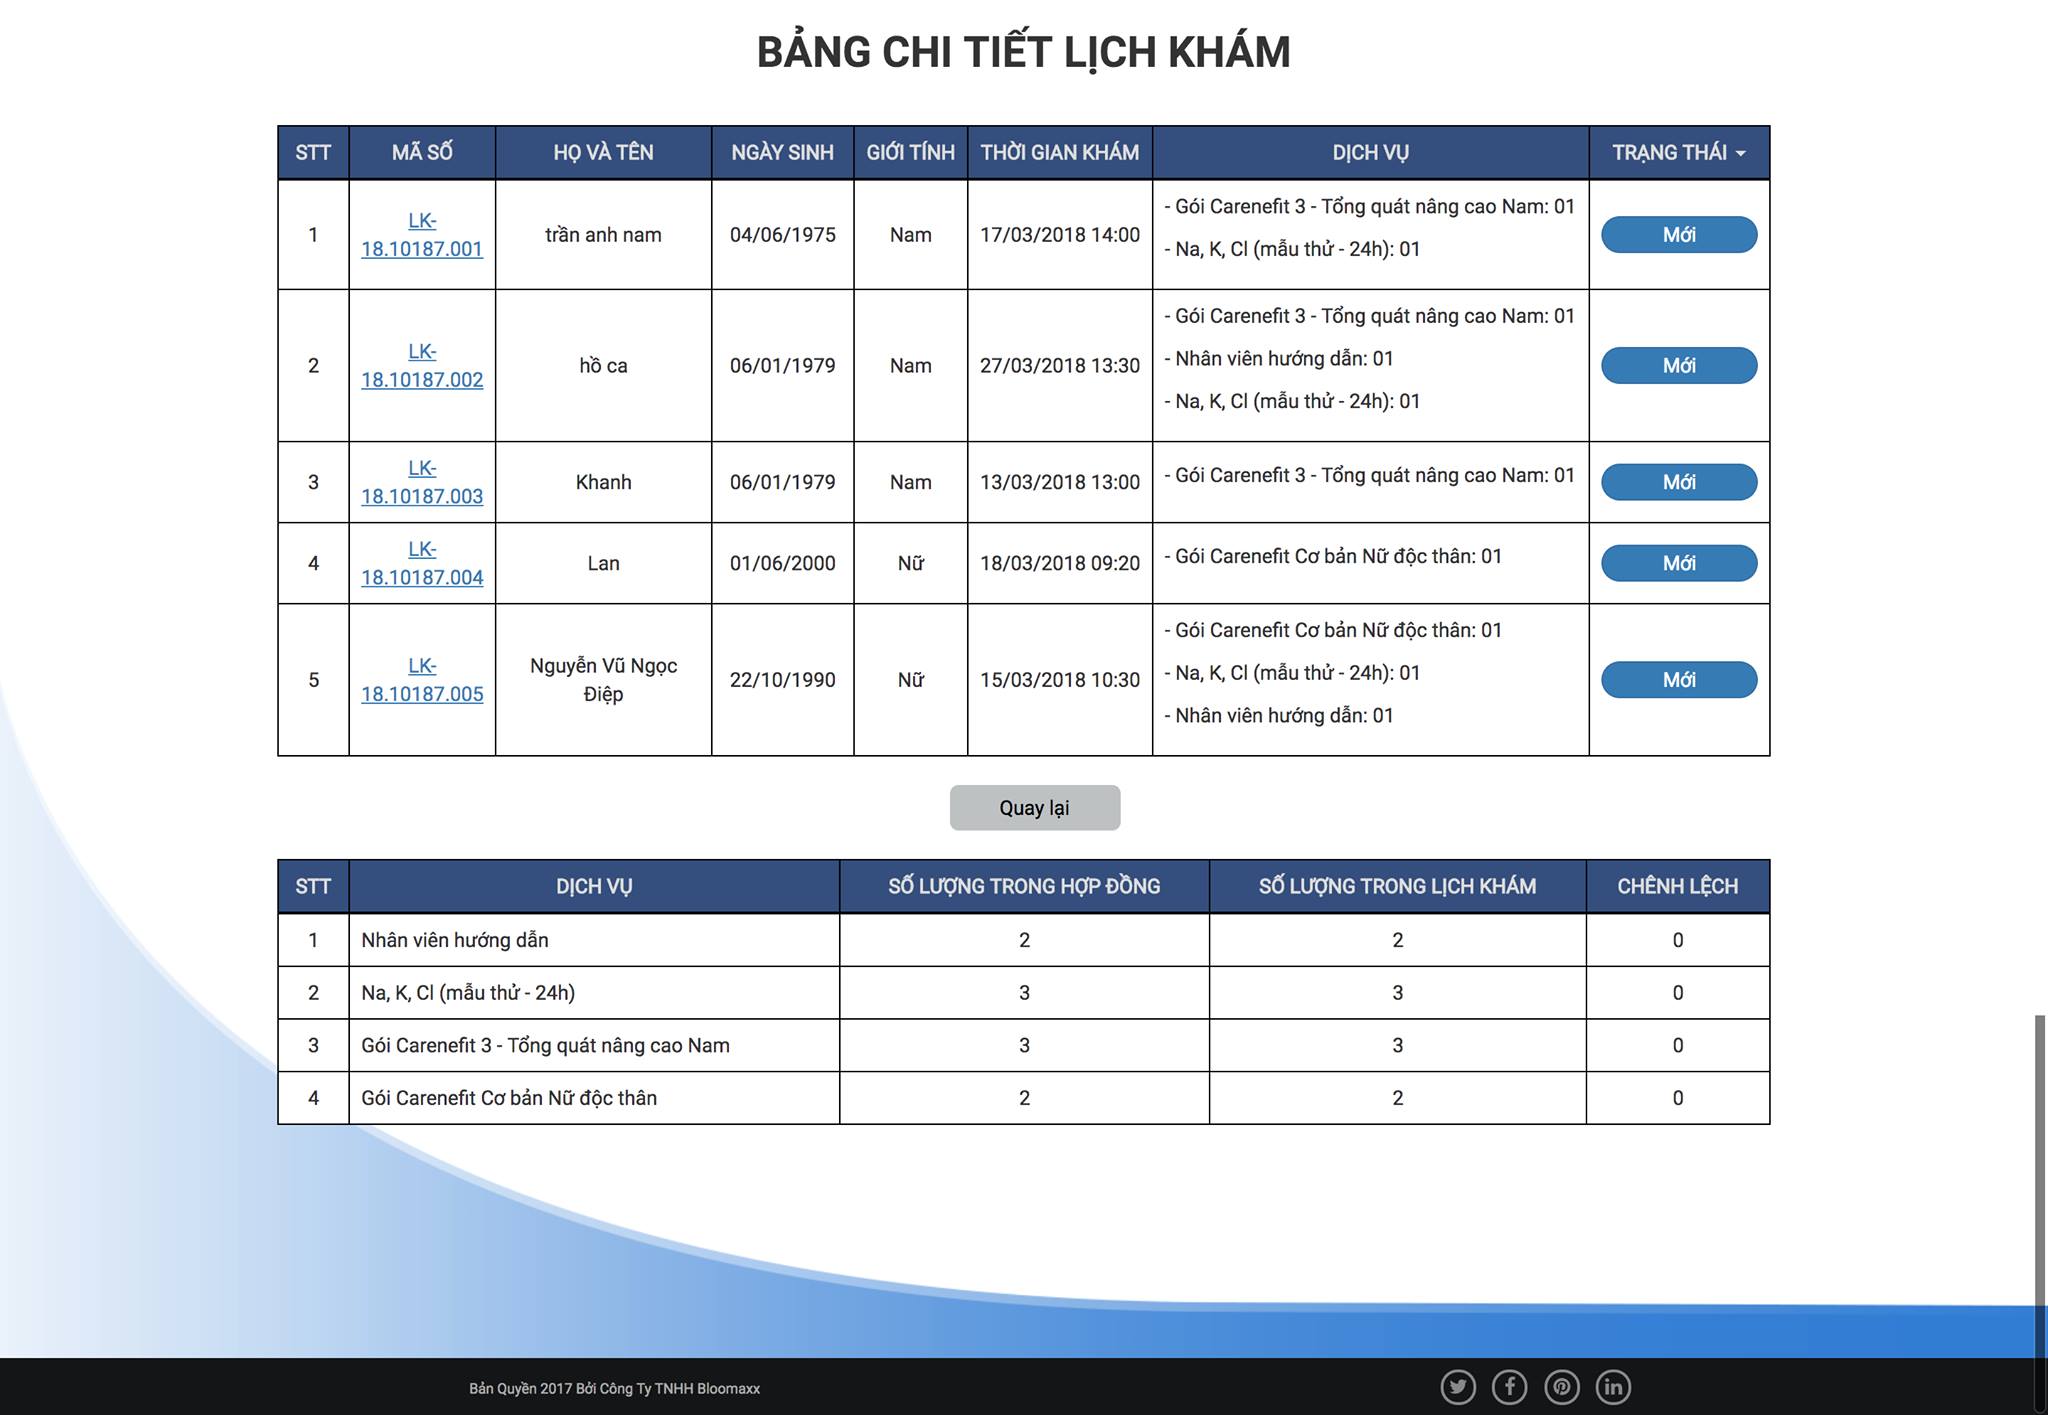 BẢNG CHI TIẾT LỊCH KHÁM
STT MÃ SỐ HỌ VÀ TÊN NGÀY SINH GIỚI TÍNH THỜI GIAN KHÁM DỊCH VỤ TRẠNG THÁI
1 LK-18.10187.001 trần anh nam 04/06/1975 Nam 17/03/2018 14:00 - Gói Carenefit 3 - Tổng quát nâng cao Nam: 01
- Na, K, Cl (mẫu thử - 24h): 01
Mới
2 LK-18.10187.002 hồ ca 06/01/1979 Nam 27/03/2018 13:30 - Gói Carenefit 3 - Tổng quát nâng cao Nam: 01
- Nhân viên hướng dẫn: 01
- Na, K, Cl (mẫu thử - 24h): 01
Mới
3 LK-18.10187.003 Khanh 06/01/1979 Nam 13/03/2018 13:00 - Gói Carenefit 3 - Tổng quát nâng cao Nam: 01
Mới
4 LK-18.10187.004 Lan 01/06/2000 Nữ 18/03/2018 09:20 - Gói Carenefit Cơ bản Nữ độc thân: 01
Mới
5 LK-18.10187.005 Nguyễn Vũ Ngọc Điệp 22/10/1990 Nữ 15/03/2018 10:30 - Gói Carenefit Cơ bản Nữ độc thân: 01
- Na, K, Cl (mẫu thử - 24h): 01
- Nhân viên hướng dẫn: 01
Mới
Quay lại
STT DỊCH VỤ SỐ LƯỢNG TRONG HỢP ĐỒNG SỐ LƯỢNG TRONG LỊCH KHÁM CHÊNH LỆCH
1 Nhân viên hướng dẫn 2 2 0
2 Na, K, Cl (mẫu thử - 24h) 3 3 0
3 Gói Carenefit 3 - Tổng quát nâng cao Nam 3 3 0
4 Gói Carenefit Cơ bản Nữ độc thân 2 2 0
Bản Quyền 2017 Bởi Công Ty TNHH Bloomaxx